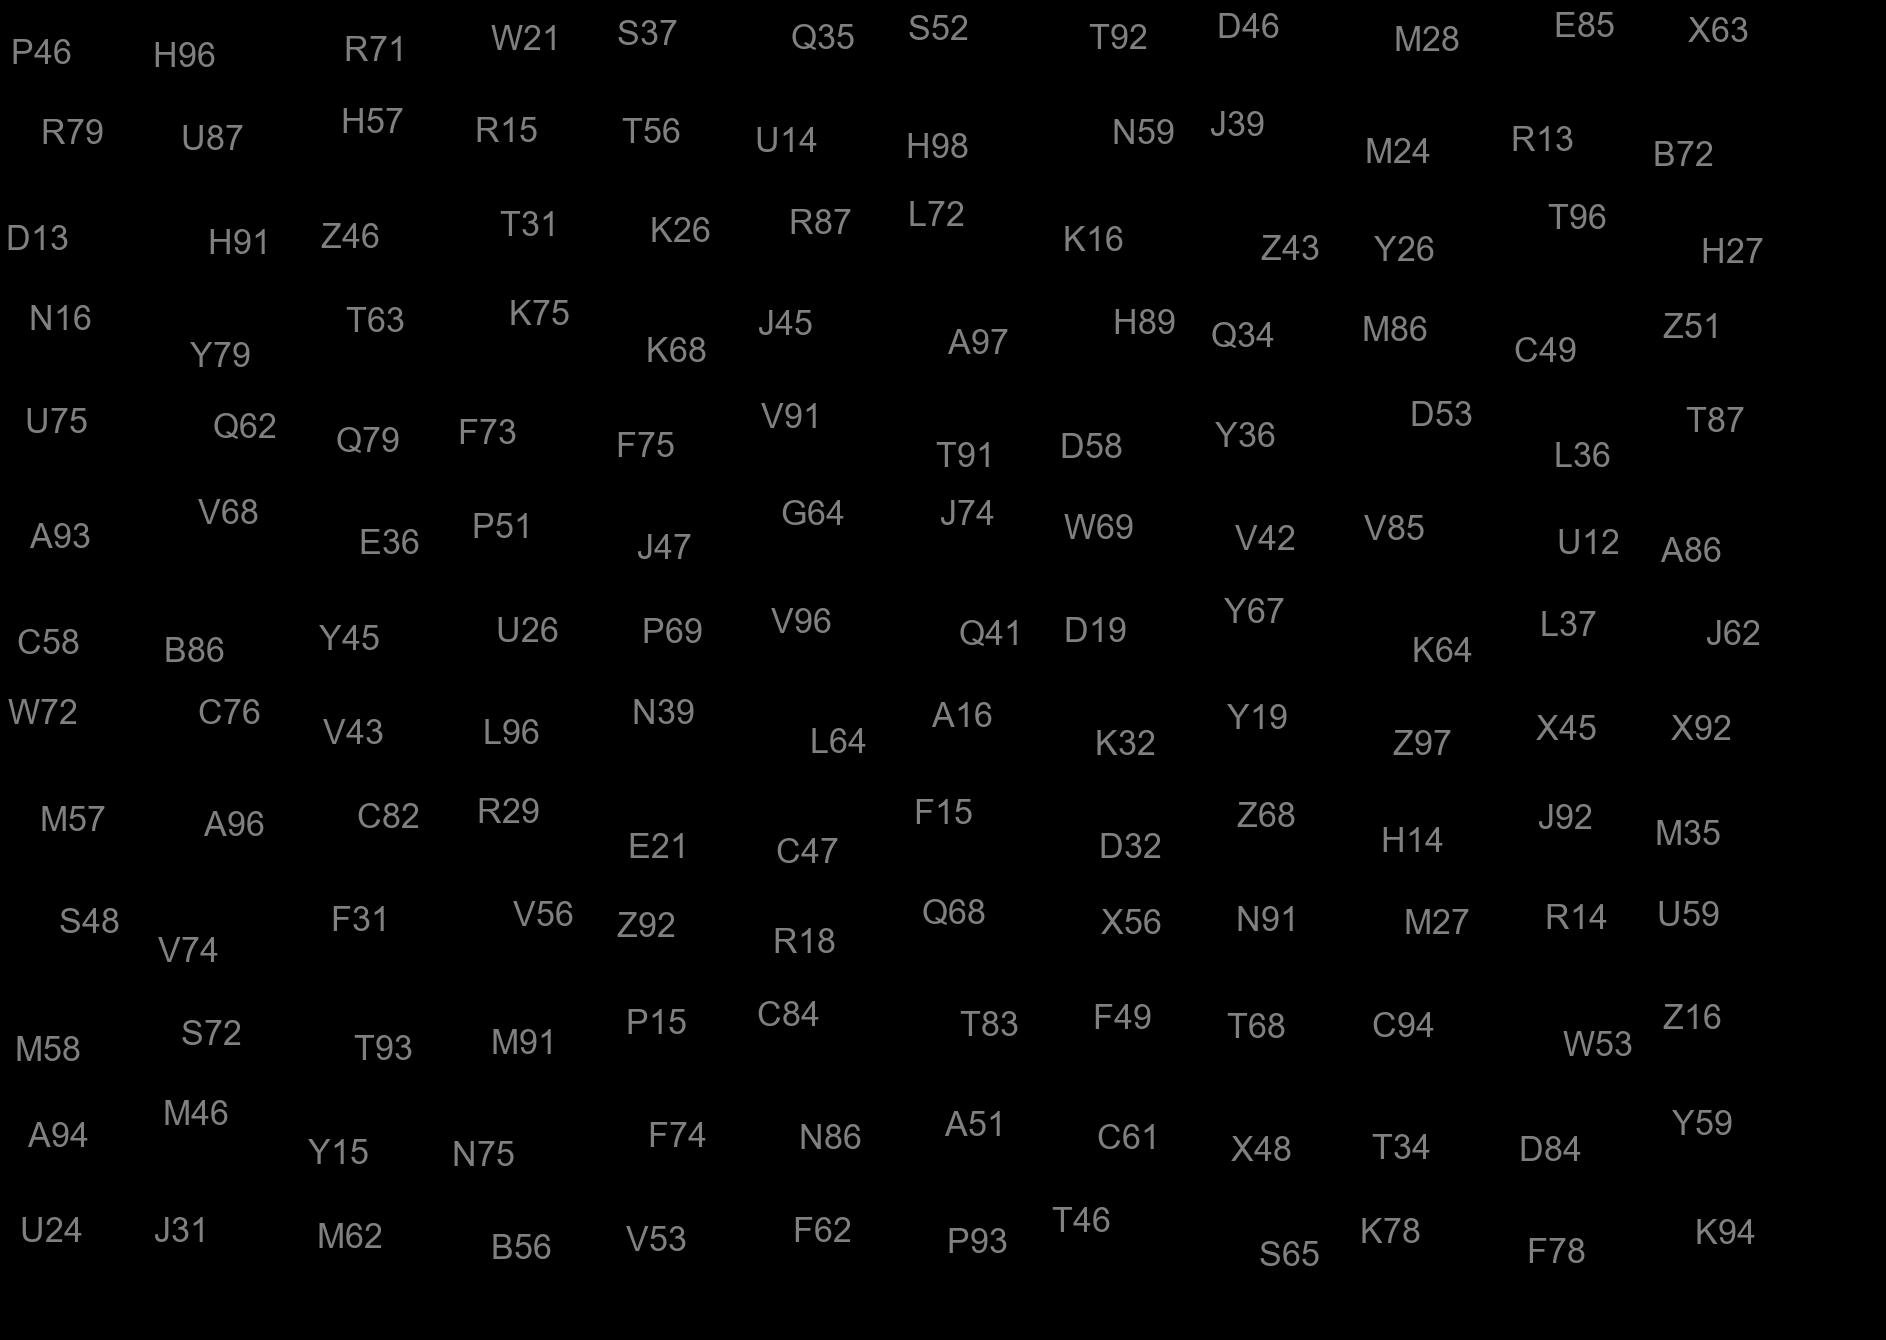 P46 H96 R71 W21 S37 Q35 S52 T92 D46 M28 E85 X63
R79 U87 H57 R15 T56 U14 H98 N59 J39 M24 R13 B72
D13 H91 Z46 T31 K26 R87 L72 K16 Z43 Y26 T96 H27
N16 Y79 T63 K75 K68 J45 A97 H89 Q34 M86 C49 Z51
U75 Q62 Q79 F73 F75 V91 T91 D58 Y36 D53 L36 T87
A93 V68 E36 P51 J47 G64 J74 W69 V42 V85 U12 A86
C58 B86 Y45 U26 P69 V96 Q41 D19 Y67 K64 L37 J62
W72 C76 V43 L96 N39 L64 A16 K32 Y19 Z97 X45 X92
M57 A96 C82 R29 E21 C47 F15 D32 Z68 H14 J92 M35
S48 V74 F31 V56 Z92 R18 Q68 X56 N91 M27 R14 U59
M58 S72 T93 M91 P15 C84 T83 F49 T68 C94 W53 Z16
A94 M46 Y15 N75 F74 N86 A51 C61 X48 T34 D84 Y59
U24 J31 M62 B56 V53 F62 P93 T46 S65 K78 F78 K94